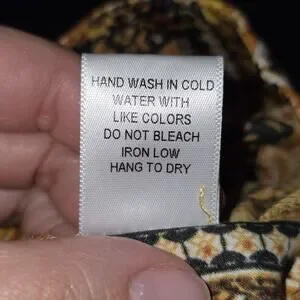 HAND WASH IN COLD
WATER WITH
LIKE COLORS
DO NOT BLEACH
IRON LOW
HANG TO DRY